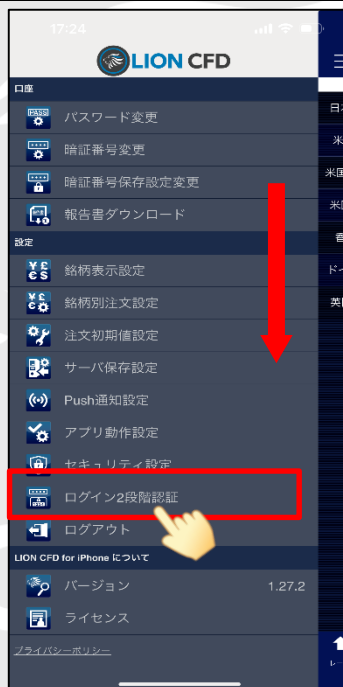 17:24
LION CFD
口座
パスワード変更
暗証番号変更
暗証番号保存設定変更
報告書ダウンロード
設定
銘柄表示設定
銘柄別注文設定
注文初期値設定
サーバ保存設定
Push通知設定
アプリ動作設定
セキュリティ設定
ログイン2段階認証
ログアウト
LION CFD for iPhone について
バージョン 1.27.2
ライセンス
プライバシーポリシー